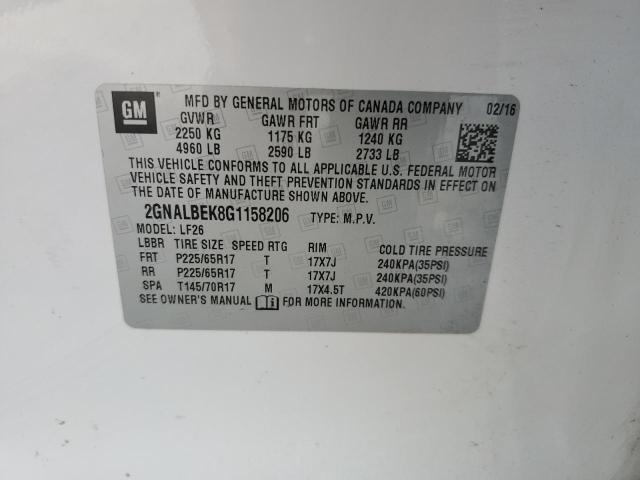 GM
MFD BY GENERAL MOTORS OF CANADA COMPANY 02/16
GVWR GAWR FRT GAWR RR
2250 KG 1175 KG 1240 KG
4960 LB 2590 LB 2733 LB
THIS VEHICLE CONFORMS TO ALL APPLICABLE U.S. FEDERAL MOTOR
VEHICLE SAFETY AND THEFT PREVENTION STANDARDS IN EFFECT ON
THE DATE OF MANUFACTURE SHOWN ABOVE.
2GNALBEK8G1158206 TYPE: M.P.V.
MODEL: LF26
LBBR TIRE SIZE SPEED RTG RIM COLD TIRE PRESSURE
FRT P225/65R17 T 17X7J 240KPA(35PSI)
RR P225/65R17 T 17X7J 240KPA(35PSI)
SPA T145/70R17 M 17X4.5T 420KPA(60PSI)
SEE OWNER'S MANUAL FOR MORE INFORMATION.